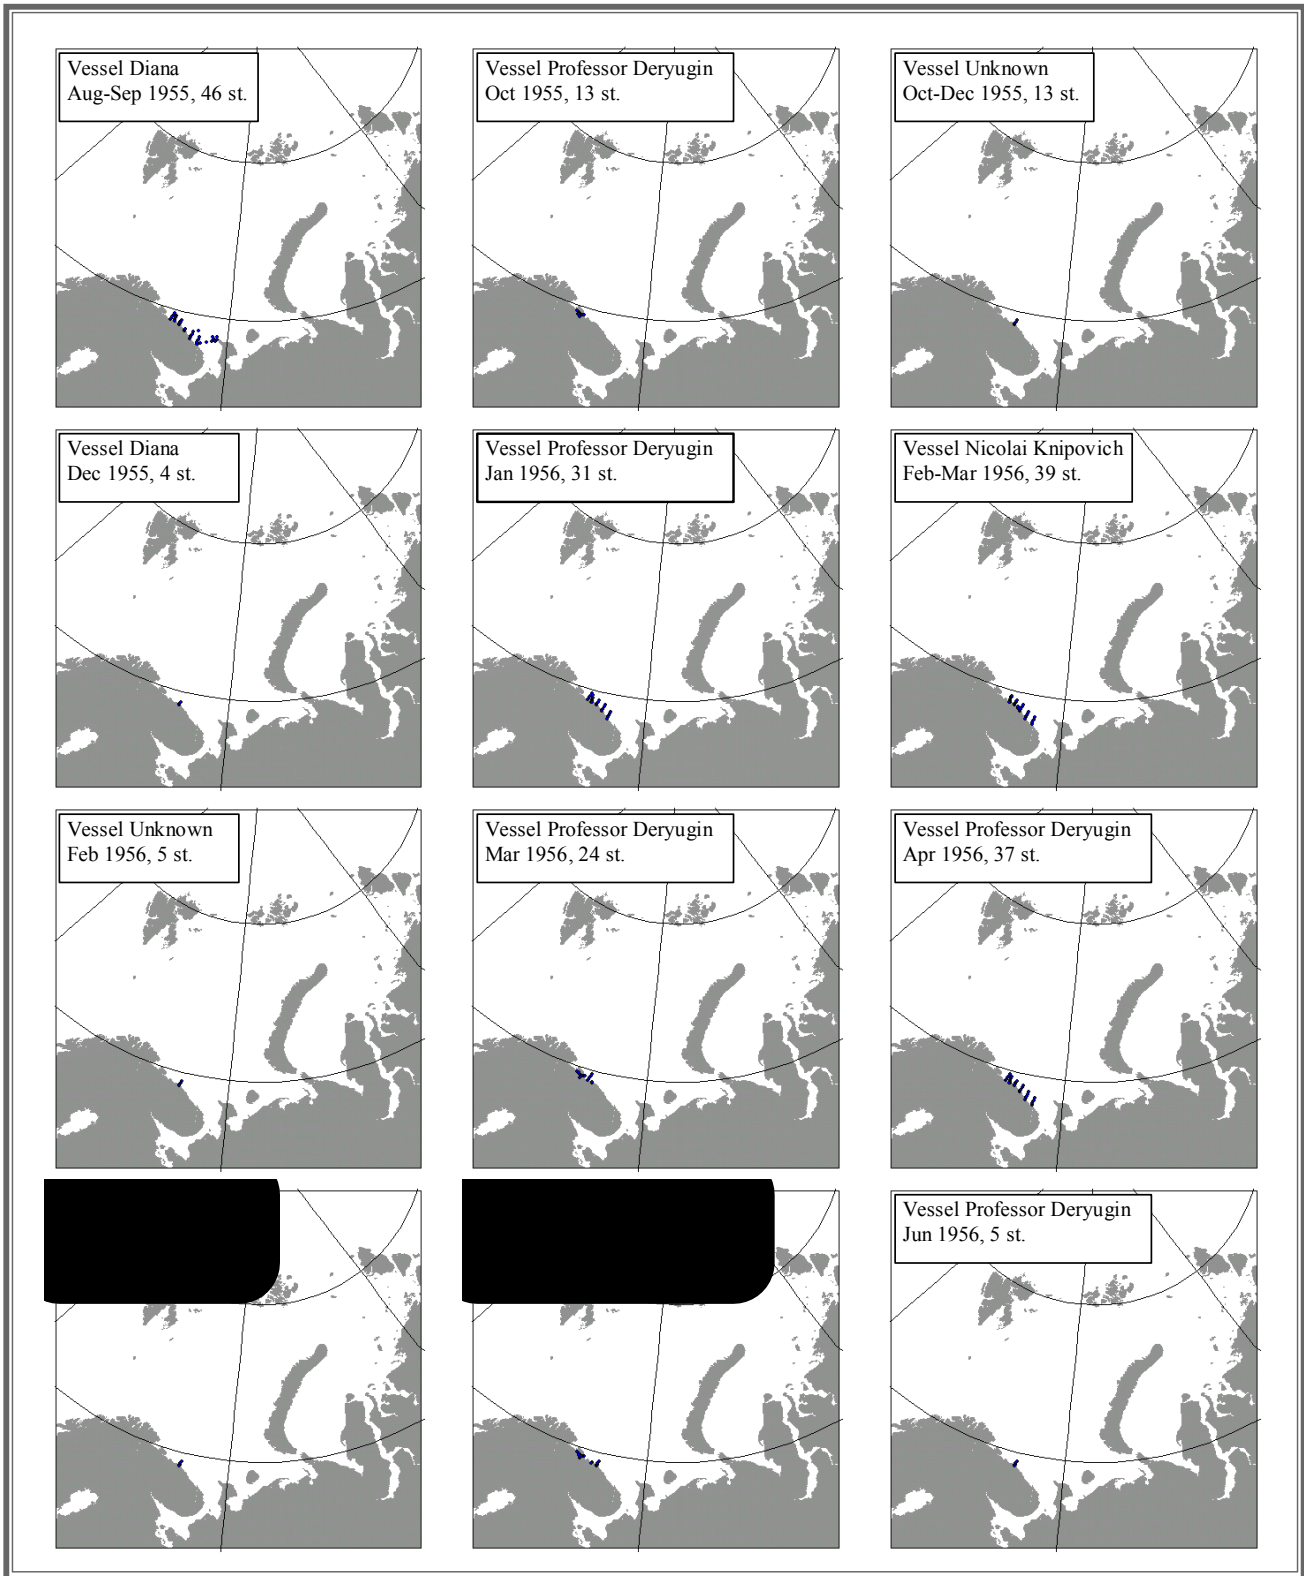 Vessel Diana
Aug-Sep 1955, 46 st.
Vessel Professor Deryugin
Oct 1955, 13 st.
Vessel Unknown
Oct-Dec 1955, 13 st.
Vessel Diana
Dec 1955, 4 st.
Vessel Professor Deryugin
Jan 1956, 31 st.
Vessel Nicolai Knipovich
Feb-Mar 1956, 39 st.
Vessel Unknown
Feb 1956, 5 st.
Vessel Professor Deryugin
Mar 1956, 24 st.
Vessel Professor Deryugin
Apr 1956, 37 st.
Vessel Professor Deryugin
Jun 1956, 5 st.